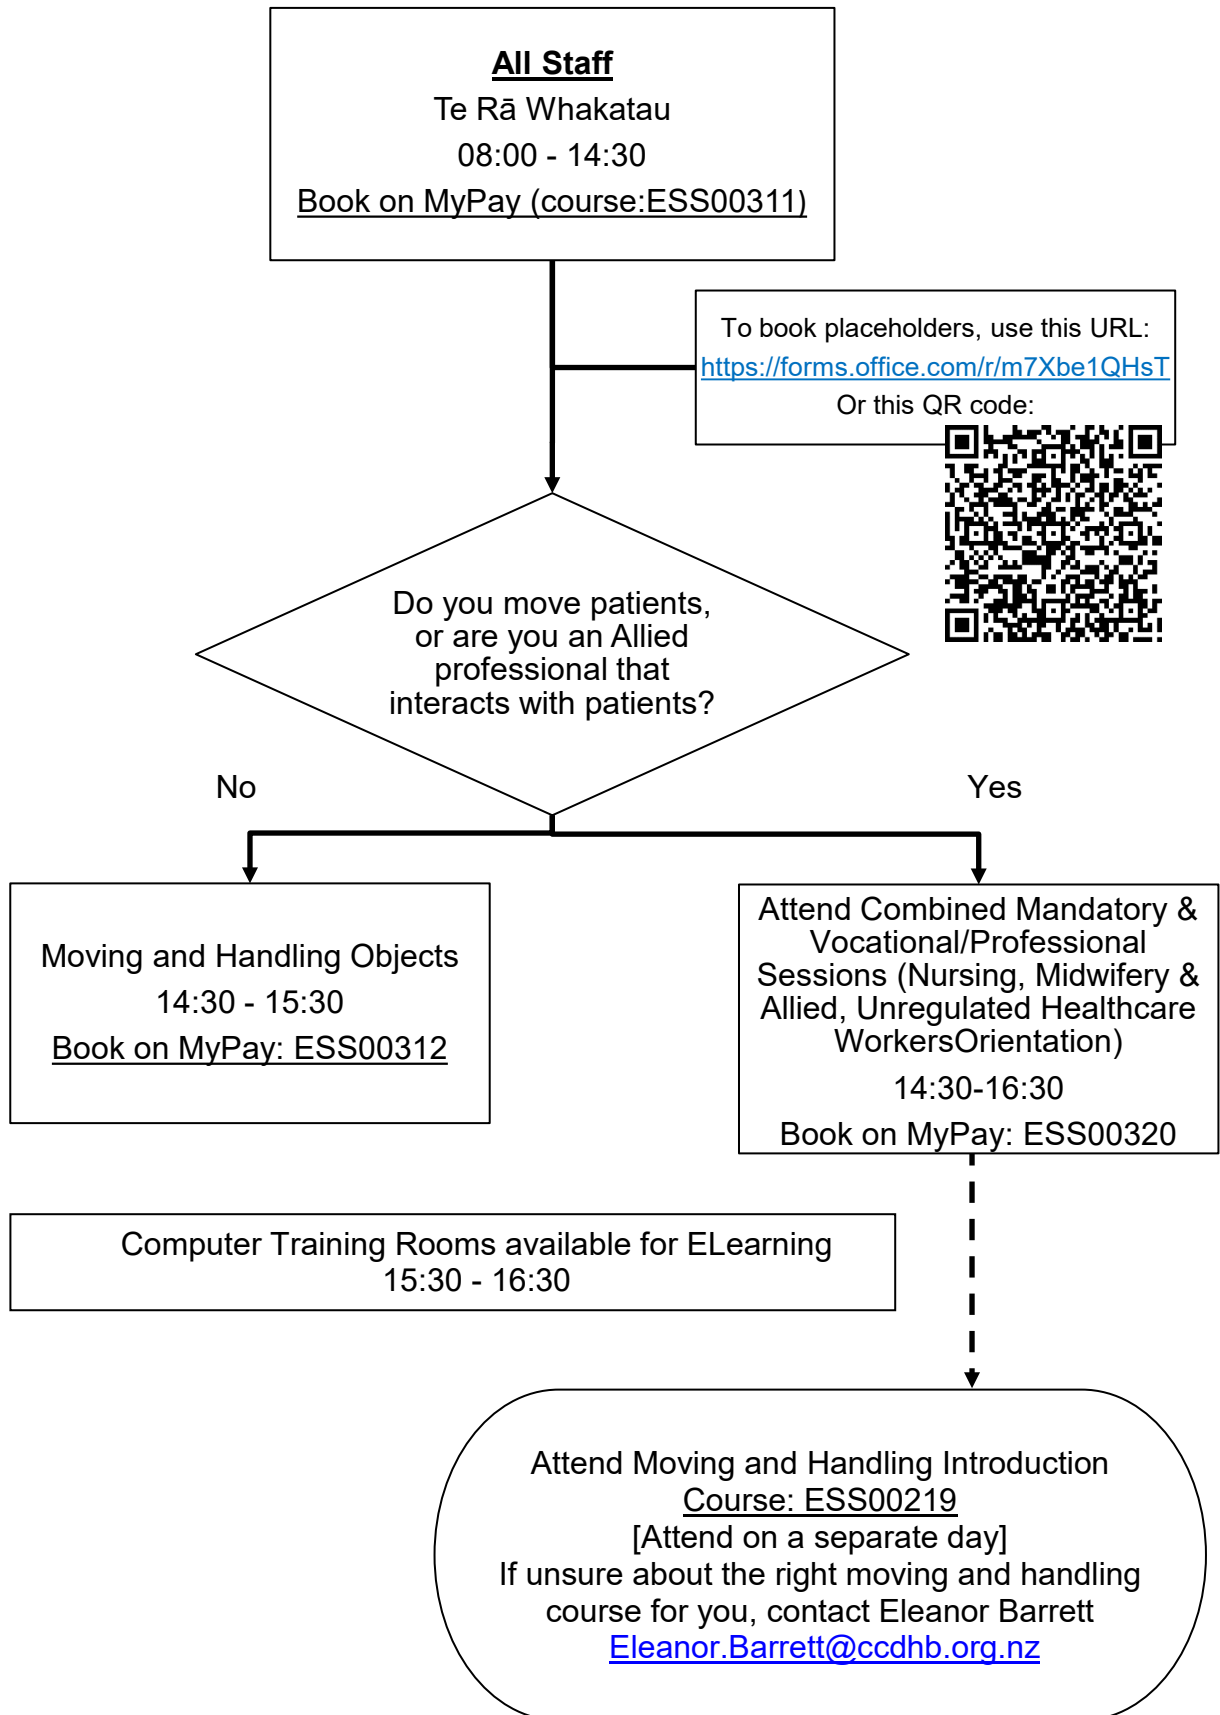 All Staff
Te Rā Whakatau
08:00 - 14:30
Book on MyPay (course:ESS00311)
To book placeholders, use this URL:
https://forms.office.com/r/m7Xbe1QHsT
Or this QR code:
Do you move patients,
or are you an Allied
professional that
interacts with patients?
No
Yes
Moving and Handling Objects
14:30 - 15:30
Book on MyPay: ESS00312
Attend Combined Mandatory &
Vocational/Professional
Sessions (Nursing, Midwifery &
Allied, Unregulated Healthcare
WorkersOrientation)
14:30-16:30
Book on MyPay: ESS00320
Computer Training Rooms available for ELearning
15:30 - 16:30
Attend Moving and Handling Introduction
Course: ESS00219
[Attend on a separate day]
If unsure about the right moving and handling
course for you, contact Eleanor Barrett
Eleanor.Barrett@ccdhb.org.nz